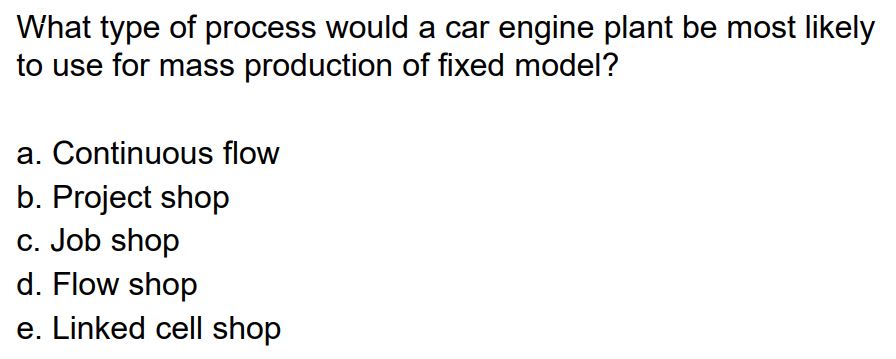 What type of process would a car engine plant be most likely
to use for mass production of fixed model?
a. Continuous flow
b. Project shop
c. Job shop
d. Flow shop
e. Linked cell shop